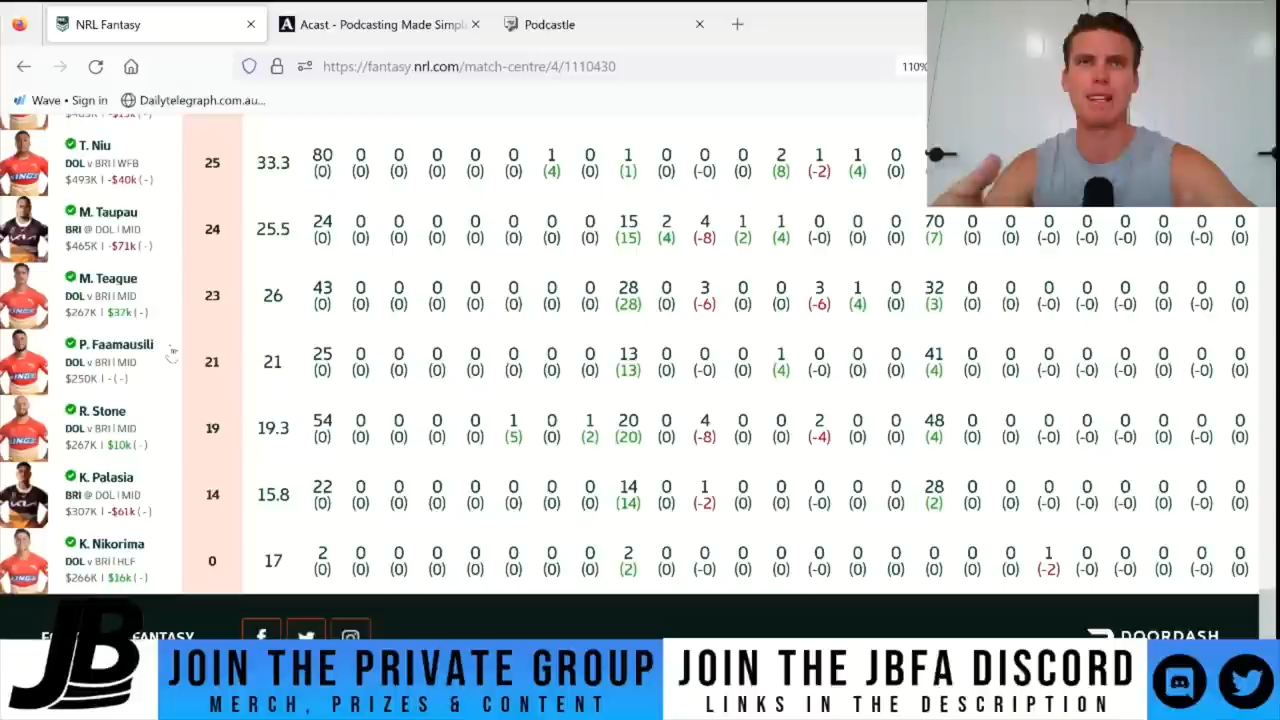 NRL Fantasy
Acast - Podcasting Made Simpl
Podcastle
https://fantasy.nrl.com/match-centre/4/1110430
110%
Wave • Sign in
Dailytelegraph.com.au...
T. Niu
DOL v BRI | WFB
$493K | -$40k (-)
25 33.3 80 0 0 0 0 0 1 0 1 0 0 0 2 1 1 0
(0) (0) (0) (0) (0) (0) (4) (0) (1) (0) (-0) (0) (8) (-2) (4) (0)
M. Taupau
BRI @ DOL | MID
$465K | -$71k (-)
24 25.5 24 0 0 0 0 0 0 0 15 2 4 1 1 0 0 0 70 0 0 0 0 0 0 0 0
(0) (0) (0) (0) (0) (0) (0) (0) (15) (4) (-8) (2) (4) (-0) (0) (0) (7) (0) (0) (-0) (-0) (-0) (0) (-0) (0)
M. Teague
DOL v BRI | MID
$267K | $37k (-)
23 26 43 0 0 0 0 0 0 0 28 0 3 0 0 3 1 0 32 0 0 0 0 0 0 0 0
(0) (0) (0) (0) (0) (0) (0) (0) (28) (0) (-6) (0) (0) (-6) (4) (0) (3) (0) (0) (-0) (-0) (-0) (0) (-0) (0)
P. Faamausili
DOL v BRI | MID
$250K | - (-)
21 21 25 0 0 0 0 0 0 0 13 0 0 0 1 0 0 0 41 0 0 0 0 0 0 0 0
(0) (0) (0) (0) (0) (0) (0) (0) (13) (0) (-0) (0) (4) (-0) (0) (0) (4) (0) (0) (-0) (-0) (-0) (0) (-0) (0)
R. Stone
DOL v BRI | MID
$267K | $10k (-)
19 19.3 54 0 0 0 0 1 0 1 20 0 4 0 0 2 0 0 48 0 0 0 0 0 0 0 0
(0) (0) (0) (0) (0) (5) (0) (2) (20) (0) (-8) (0) (0) (-4) (0) (0) (4) (0) (0) (-0) (-0) (-0) (0) (-0) (0)
K. Palasia
BRI @ DOL | MID
$307K | -$61k (-)
14 15.8 22 0 0 0 0 0 0 0 14 0 1 0 0 0 0 0 28 0 0 0 0 0 0 0 0
(0) (0) (0) (0) (0) (0) (0) (0) (14) (0) (-2) (0) (0) (-0) (0) (0) (2) (0) (0) (-0) (-0) (-0) (0) (-0) (0)
K. Nikorima
DOL v BRI | HLF
$266K | $16k (-)
0 17 2 0 0 0 0 0 0 0 2 0 0 0 0 0 0 0 0 0 0 1 0 0 0 0 0
(0) (0) (0) (0) (0) (0) (0) (0) (2) (0) (-0) (0) (0) (-0) (0) (0) (0) (0) (0) (-2) (-0) (-0) (0) (-0) (0)
FANTASY
DOORDASH
JB
JOIN THE PRIVATE GROUP
MERCH, PRIZES & CONTENT
JOIN THE JBFA DISCORD
LINKS IN THE DESCRIPTION